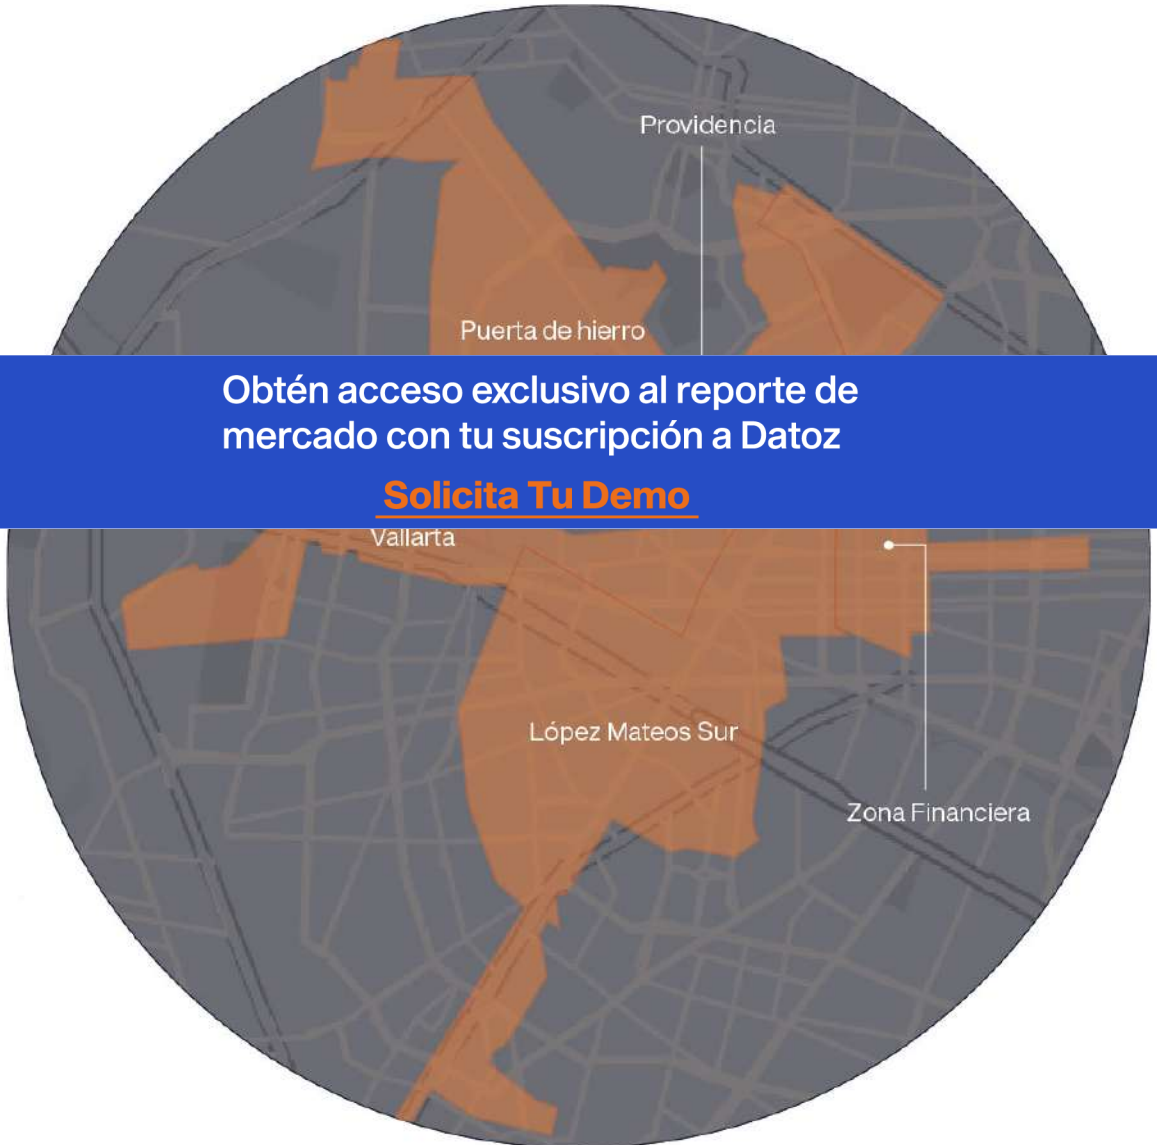 Providencia
Puerta de hierro
Obtén acceso exclusivo al reporte de
mercado con tu suscripción a Datoz
Solicita Tu Demo
Vallarta
López Mateos Sur
Zona Financiera